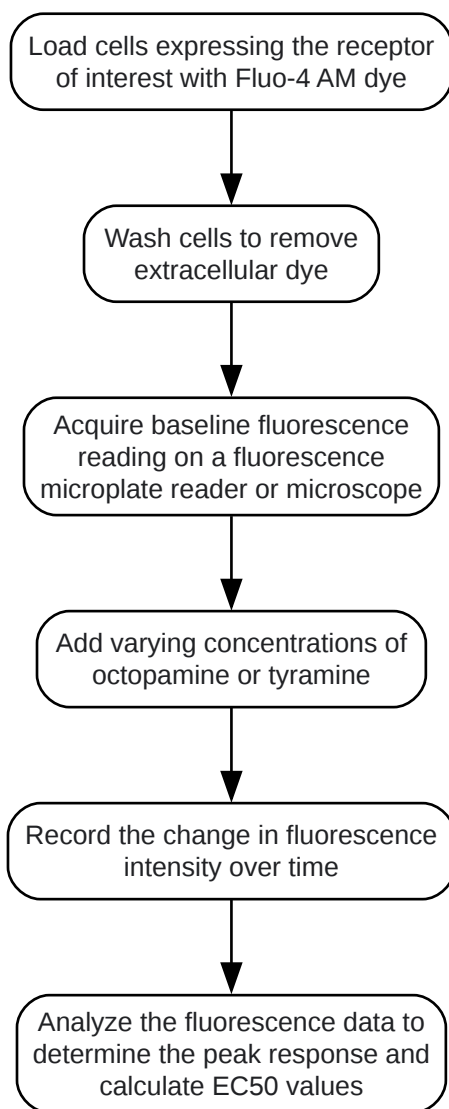 Load cells expressing the receptor
of interest with Fluo-4 AM dye
Wash cells to remove
extracellular dye
Acquire baseline fluorescence
reading on a fluorescence
microplate reader or microscope
Add varying concentrations of
octopamine or tyramine
Record the change in fluorescence
intensity over time
Analyze the fluorescence data to
determine the peak response and
calculate EC50 values